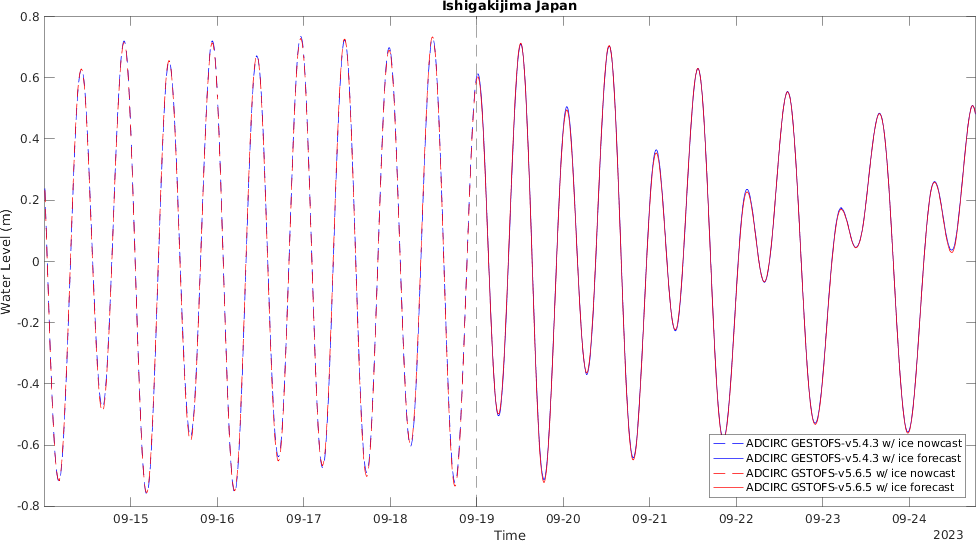 Ishigakijima Japan
Water Level (m)
0.8
0.6
0.4
0.2
0
-0.2
-0.4
-0.6
-0.8
ADCIRC GESTOFS-v5.4.3 w/ ice nowcast
ADCIRC GESTOFS-v5.4.3 w/ ice forecast
ADCIRC GSTOFS-v5.6.5 w/ ice nowcast
ADCIRC GSTOFS-v5.6.5 w/ ice forecast
09-15 09-16 09-17 09-18 09-19 09-20 09-21 09-22 09-23 09-24
Time
2023